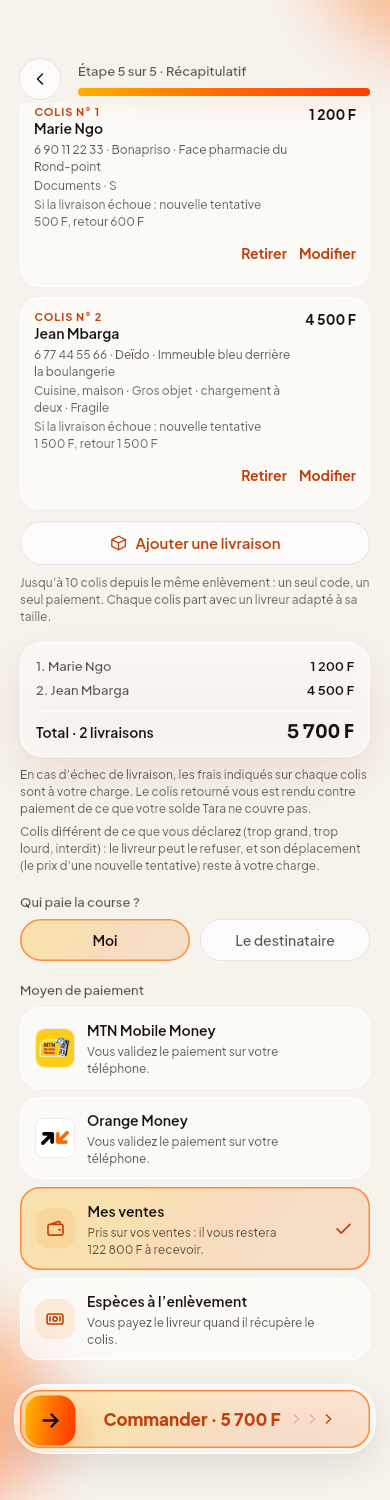 Étape 5 sur 5 · Récapitulatif
COLIS N° 1
1 200 F
Marie Ngo
6 90 11 22 33 · Bonapriso · Face pharmacie du
Rond-point
Documents · S
Si la livraison échoue : nouvelle tentative
500 F, retour 600 F
Retirer Modifier
COLIS N° 2
4 500 F
Jean Mbarga
6 77 44 55 66 · Deïdo · Immeuble bleu derrière
la boulangerie
Cuisine, maison · Gros objet · chargement à
deux · Fragile
Si la livraison échoue : nouvelle tentative
1 500 F, retour 1 500 F
Retirer Modifier
Ajouter une livraison
Jusqu’à 10 colis depuis le même enlèvement : un seul code, un
seul paiement. Chaque colis part avec un livreur adapté à sa
taille.
1. Marie Ngo 1 200 F
2. Jean Mbarga 4 500 F
Total · 2 livraisons 5 700 F
En cas d’échec de livraison, les frais indiqués sur chaque colis
sont à votre charge. Le colis retourné vous est rendu contre
paiement de ce que votre solde Tara ne couvre pas.
Colis différent de ce que vous déclarez (trop grand, trop
lourd, interdit) : le livreur peut le refuser, et son déplacement
(le prix d’une nouvelle tentative) reste à votre charge.
Qui paie la course ?
Moi Le destinataire
Moyen de paiement
MTN Mobile Money
Vous validez le paiement sur votre
téléphone.
Orange Money
Vous validez le paiement sur votre
téléphone.
Mes ventes
Pris sur vos ventes : il vous restera
122 800 F à recevoir.
Espèces à l’enlèvement
Vous payez le livreur quand il récupère le
colis.
Commander · 5 700 F